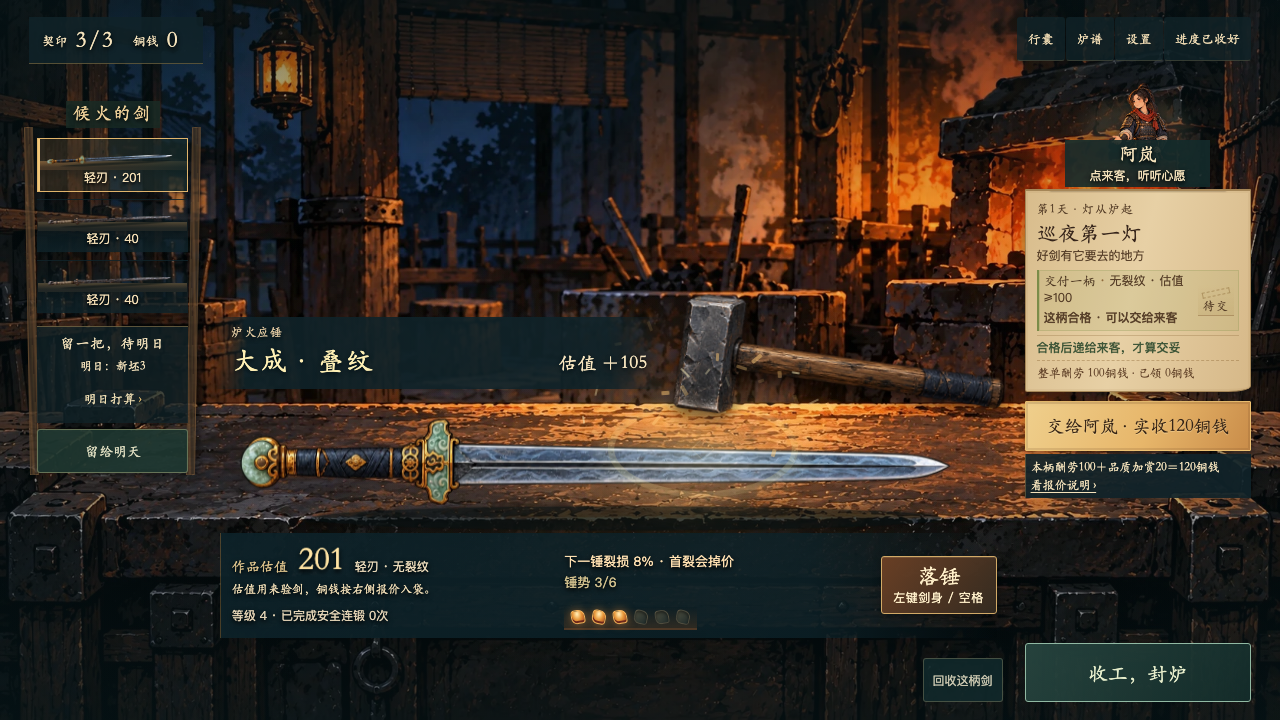 契印 3/3 铜钱 0
行囊 炉谱 设置 进度已收好
候火的剑
轻刃 · 201
轻刃 · 40
轻刃 · 40
留一把，待明日
明日：新坯3
明日打算›
留给明天
炉火应锤
大成 · 叠纹 估值 ＋105
阿岚
点来客，听听心愿
第1天 · 灯从炉起
巡夜第一灯
好剑有它要去的地方
交付一柄 · 无裂纹 · 估值
≥100
这柄合格 · 可以交给来客
待交
合格后递给来客，才算交妥
整单酬劳 100铜钱 · 已领 0铜钱
交给阿岚 · 实收120铜钱
本柄酬劳100＋品质加赏20＝120铜钱
看报价说明›
作品估值 201 轻刃 · 无裂纹
估值用来验剑，铜钱按右侧报价入袋。
等级 4 · 已完成安全连锻 0次
下一锤裂损 8% · 首裂会掉价
锤势 3/6
落锤
左键剑身 / 空格
回收这柄剑
收工，封炉